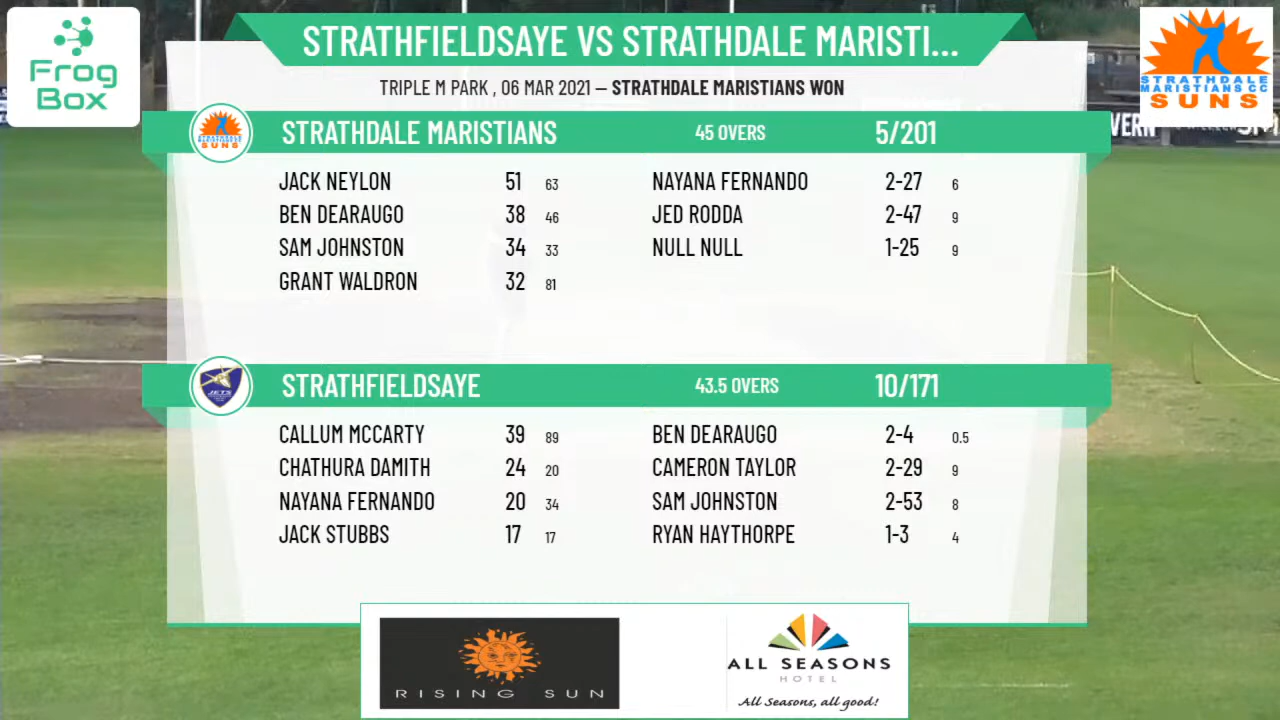 Frog
Box
STRATHFIELDSAYE VS STRATHDALE MARISTI...
STRATHDALE
MARISTIANS CC
SUNS
TRIPLE M PARK , 06 MAR 2021 – STRATHDALE MARISTIANS WON
STRATHDALE MARISTIANS 45 OVERS 5/201
JACK NEYLON 51 63 NAYANA FERNANDO 2-27 6
BEN DEARAUGO 38 46 JED RODDA 2-47 9
SAM JOHNSTON 34 33 NULL NULL 1-25 9
GRANT WALDRON 32 81
STRATHFIELDSAYE 43.5 OVERS 10/171
CALLUM MCCARTY 39 89 BEN DEARAUGO 2-4 0.5
CHATHURA DAMITH 24 20 CAMERON TAYLOR 2-29 9
NAYANA FERNANDO 20 34 SAM JOHNSTON 2-53 8
JACK STUBBS 17 17 RYAN HAYTHORPE 1-3 4
RISING SUN
ALL SEASONS
HOTEL
All Seasons, all good!